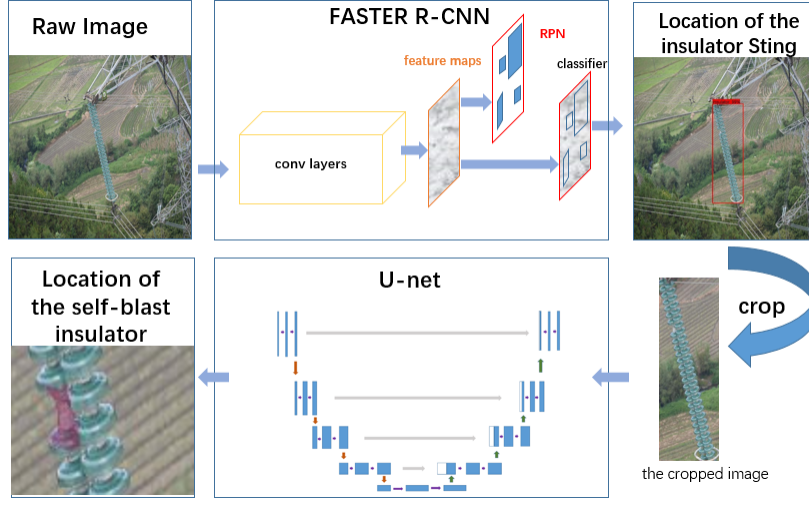 Raw Image
FASTER R-CNN
feature maps
RPN
classifier
conv layers
Location of the
insulator Sting
Location of
the self-blast
insulator
U-net
crop
the cropped image